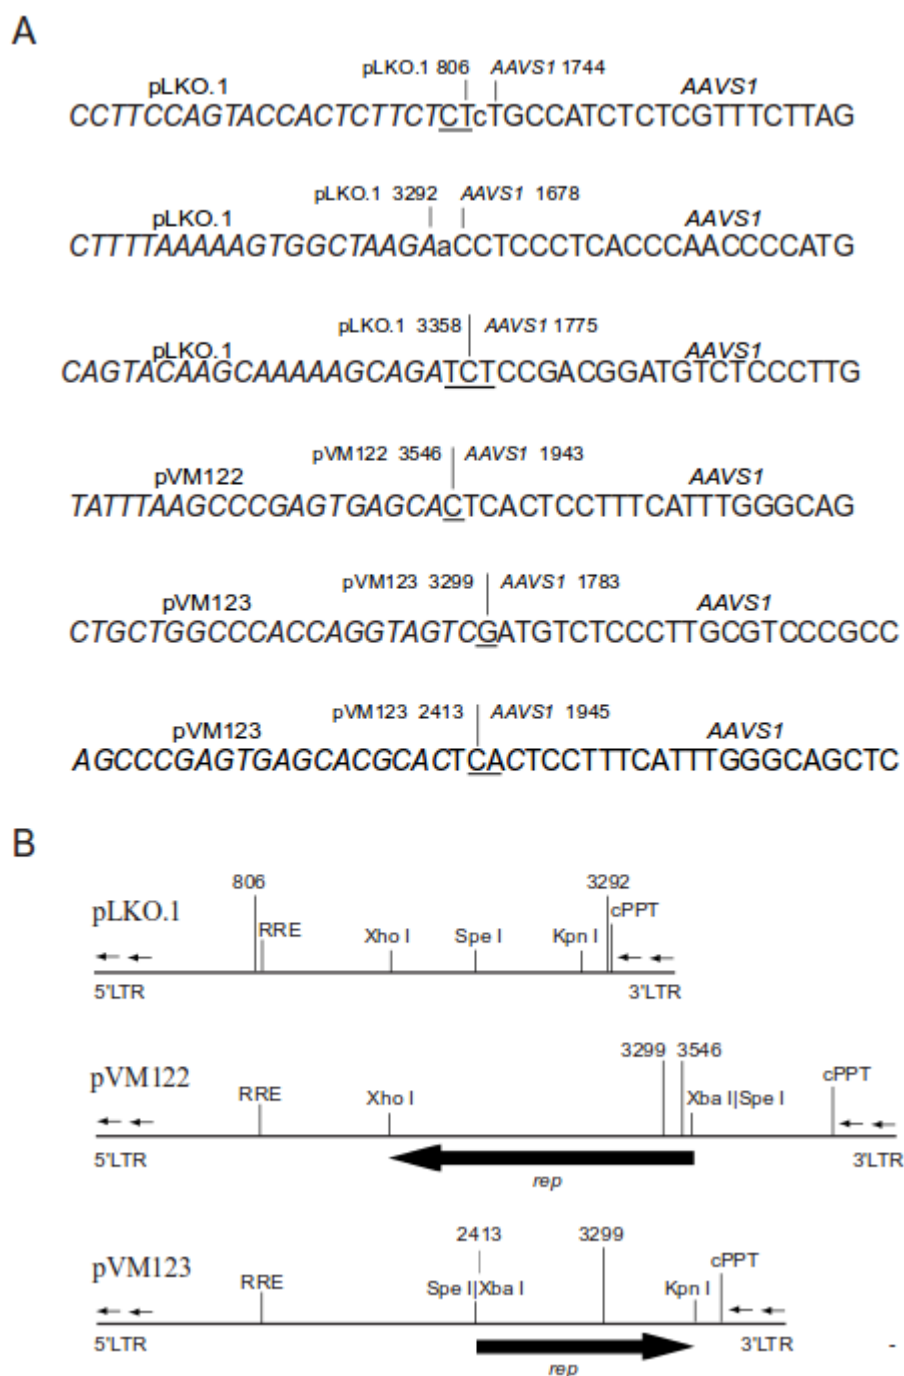 A
pLKO.1 806 AAVS1 1744
pLKO.1 AAVS1
CCTTCCAGTACCACTCTTCTCTcTGCCATCTCTCGTTTCTTAG
pLKO.1 3292 AAVS1 1678
pLKO.1 AAVS1
CTTTTAAAAAGTGGCTAAGAaCCTCCCTCACCCAACCCCATG
pLKO.1 3358 AAVS1 1775
pLKO.1 AAVS1
CAGTACAAGCAAAAAGCAGATCTCCGACGGATGTCTCCCTTG
pVM122 3546 AAVS1 1943
pVM122 AAVS1
TATTTAAGCCCGAGTGAGCACTCACTCCTTTCATTTGGGCAG
pVM123 3299 AAVS1 1783
pVM123 AAVS1
CTGCTGGCCCACCAGGTAGTCGATGTCTCCCTTGCGTCCCGCC
pVM123 2413 AAVS1 1945
pVM123 AAVS1
AGCCCGAGTGAGCACGCACTCACTCCTTTCATTTGGGCAGCTC
B
806 3292
pLKO.1 RRE Xho I Spe I Kpn I cPPT
5'LTR 3'LTR
3299 3546
pVM122 RRE Xho I Xba I|Spe I cPPT
5'LTR 3'LTR
rep
2413 3299
pVM123 RRE Spe I|Xba I Kpn I cPPT
5'LTR 3'LTR
rep